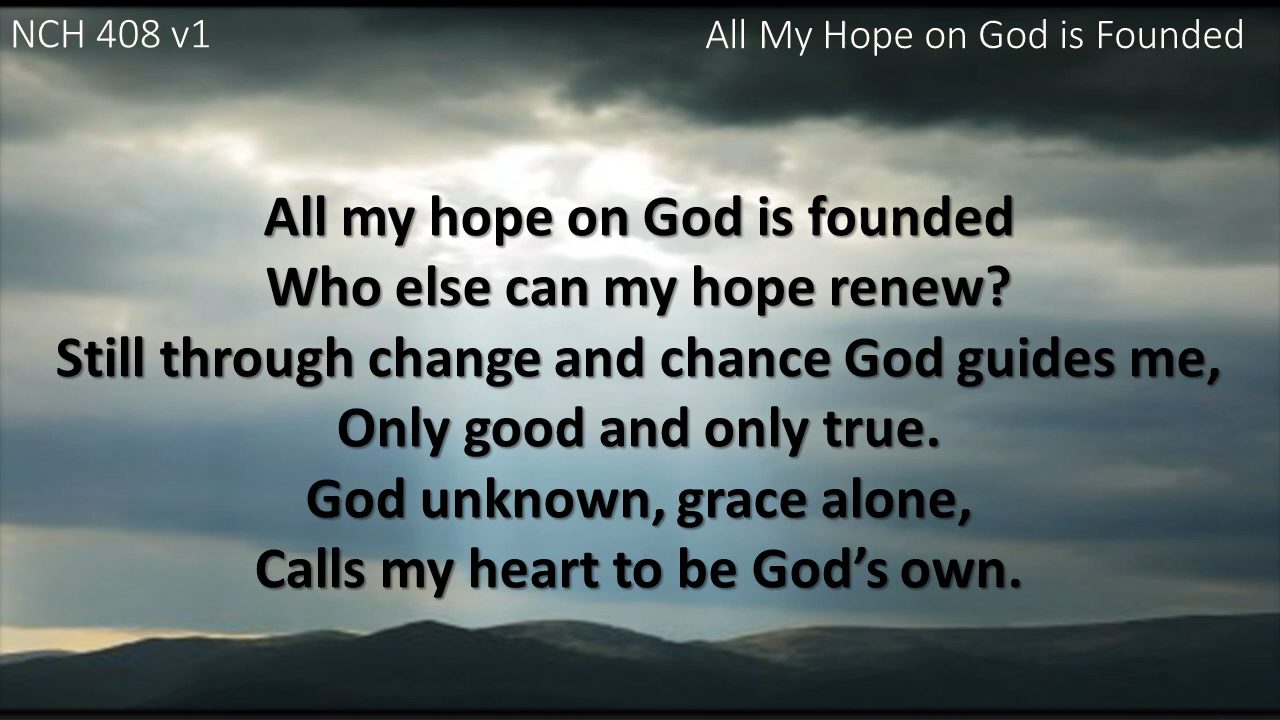 NCH 408 v1
All My Hope on God is Founded
All my hope on God is founded
Who else can my hope renew?
Still through change and chance God guides me,
Only good and only true.
God unknown, grace alone,
Calls my heart to be God’s own.